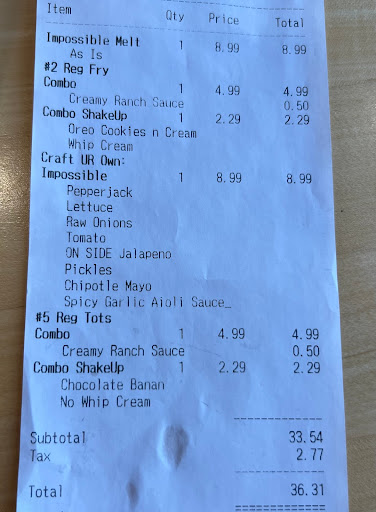 Item Qty Price Total
Impossible Melt 1 8.99 8.99
As Is
#2 Reg Fry
Combo 1 4.99 4.99
Creamy Ranch Sauce 0.50
Combo ShakeUp 1 2.29 2.29
Oreo Cookies n Cream
Whip Cream
Craft UR Own:
Impossible 1 8.99 8.99
Pepperjack
Lettuce
Raw Onions
Tomato
ON SIDE Jalapeno
Pickles
Chipotle Mayo
Spicy Garlic Aioli Sauce_
#5 Reg Tots
Combo 1 4.99 4.99
Creamy Ranch Sauce 0.50
Combo ShakeUp 1 2.29 2.29
Chocolate Banan
No Whip Cream
Subtotal 33.54
Tax 2.77
Total 36.31